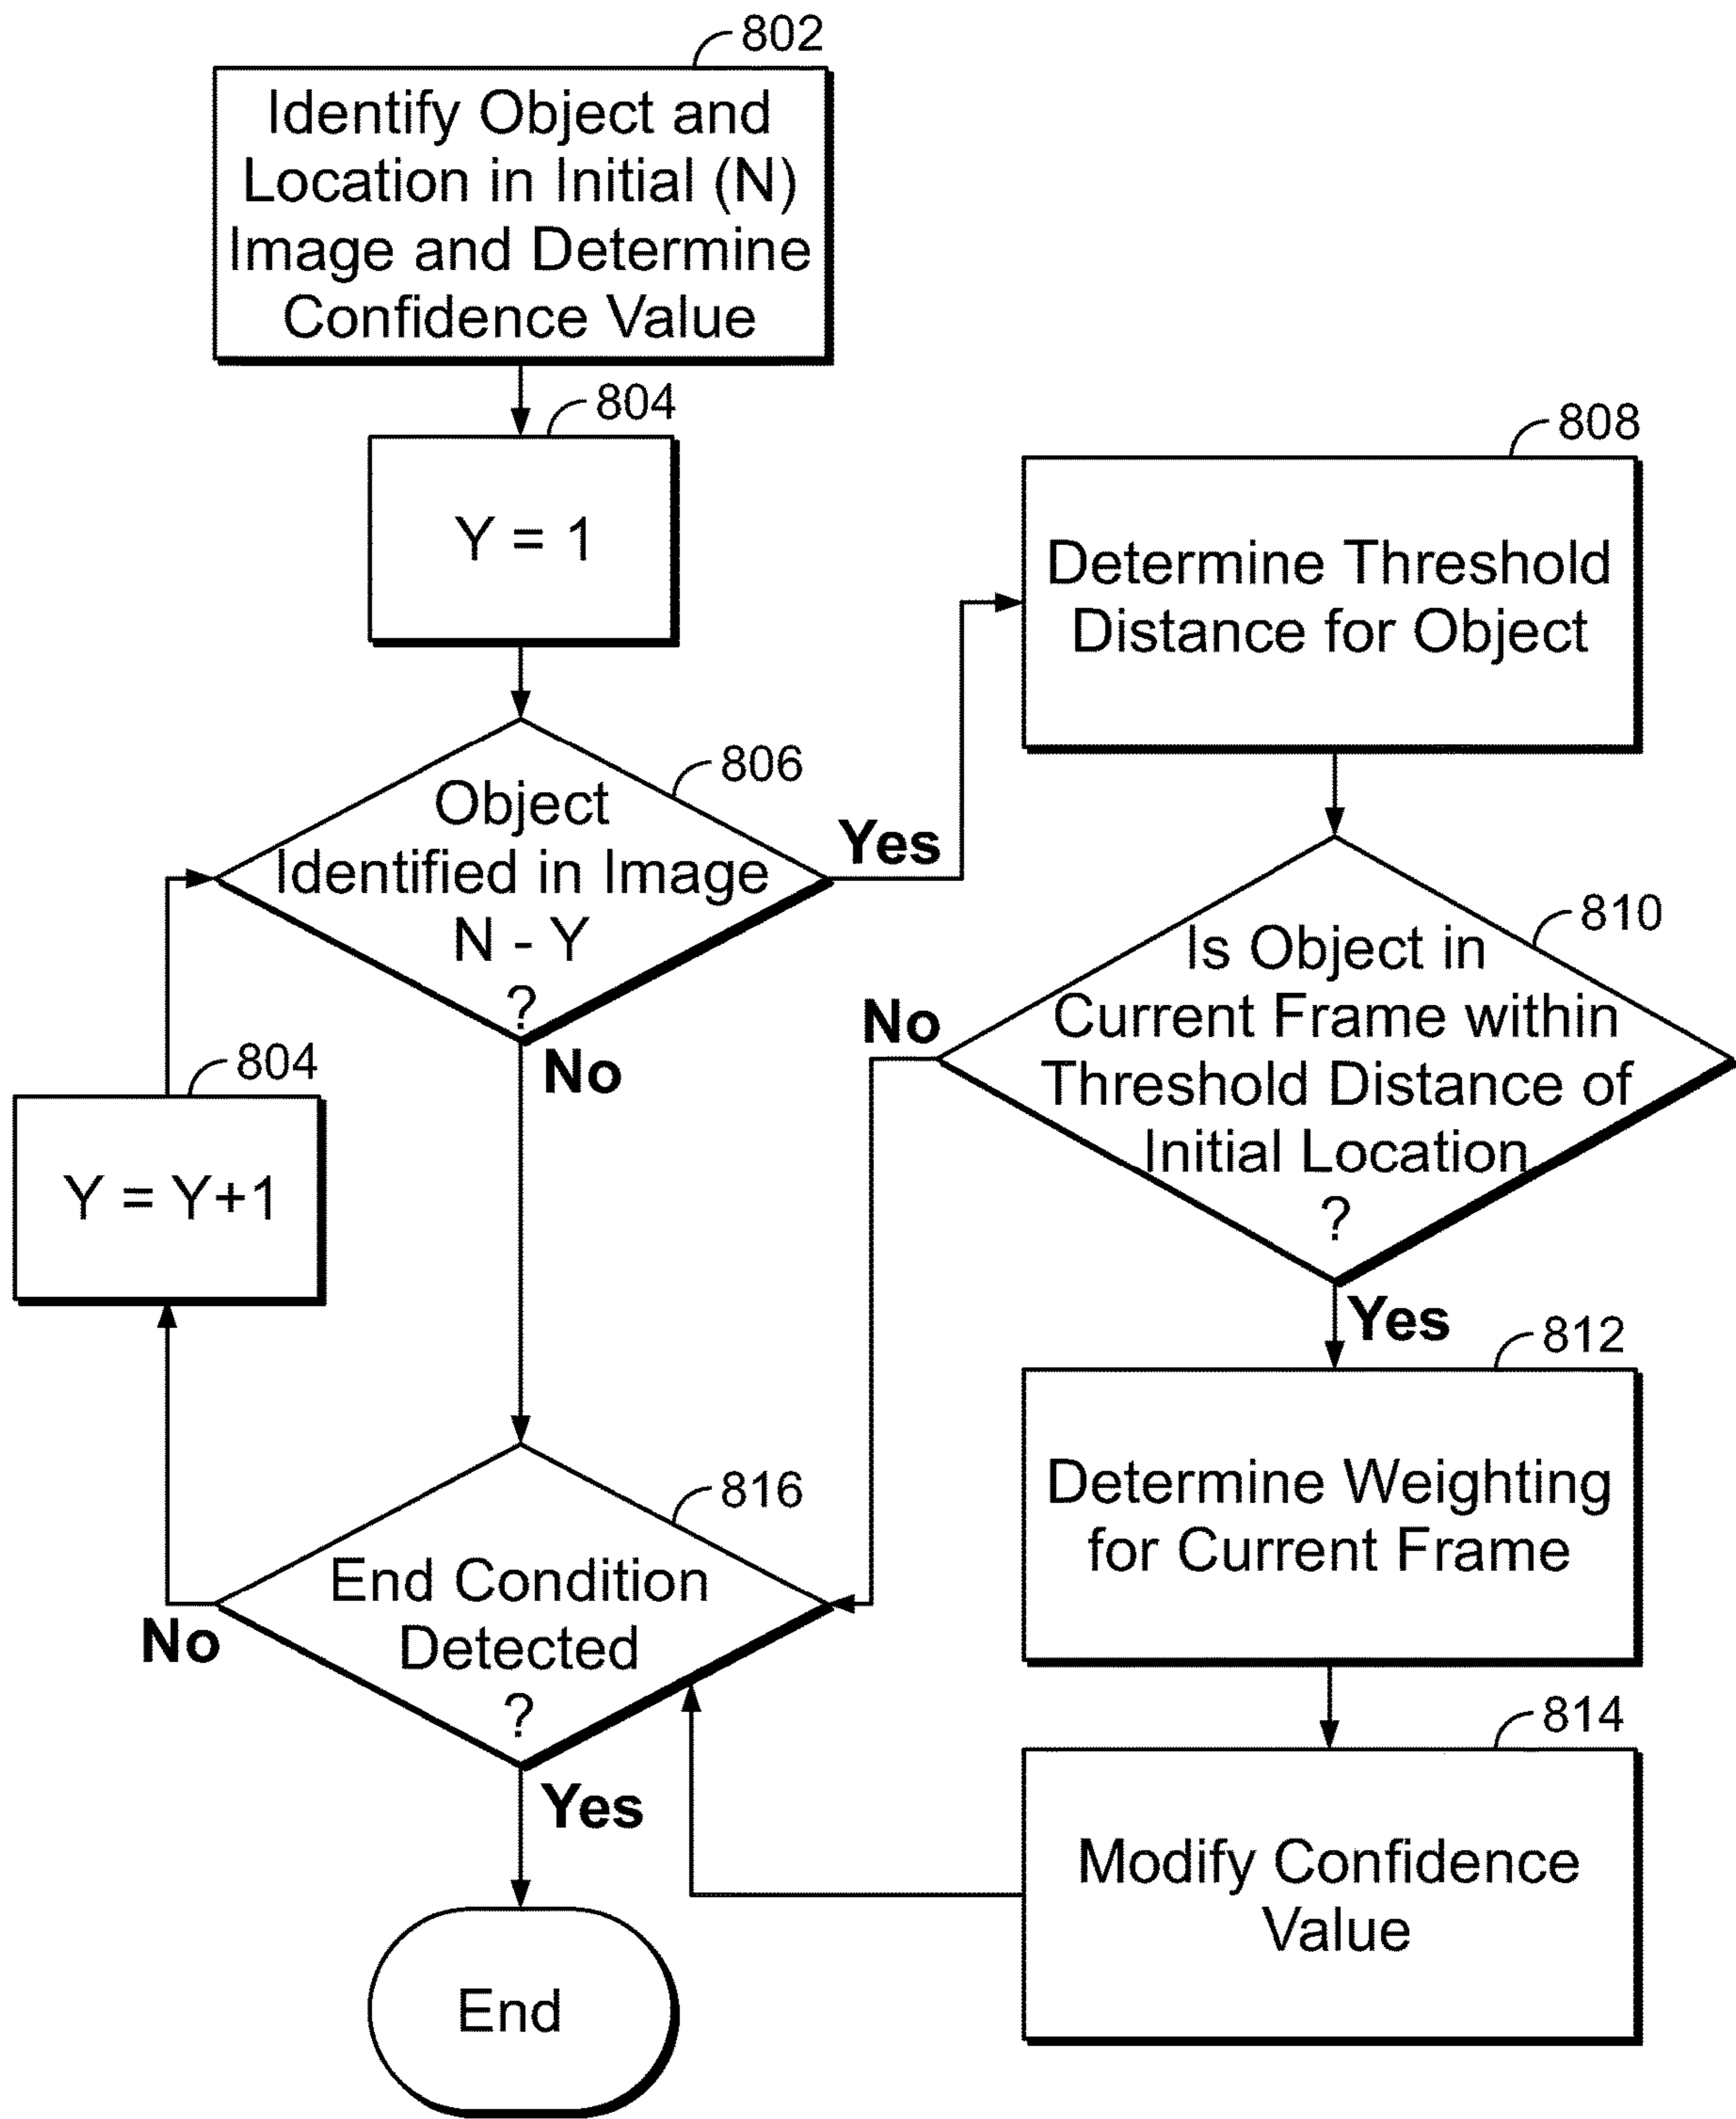 802
Identify Object and
Location in Initial (N)
Image and Determine
Confidence Value
804
Y = 1
806
Object
Identified in Image
N - Y
?
Yes
No
804
Y = Y+1
808
Determine Threshold
Distance for Object
810
Is Object in
Current Frame within
Threshold Distance of
Initial Location
?
No
Yes
812
Determine Weighting
for Current Frame
814
Modify Confidence
Value
816
End Condition
Detected
?
No
Yes
End